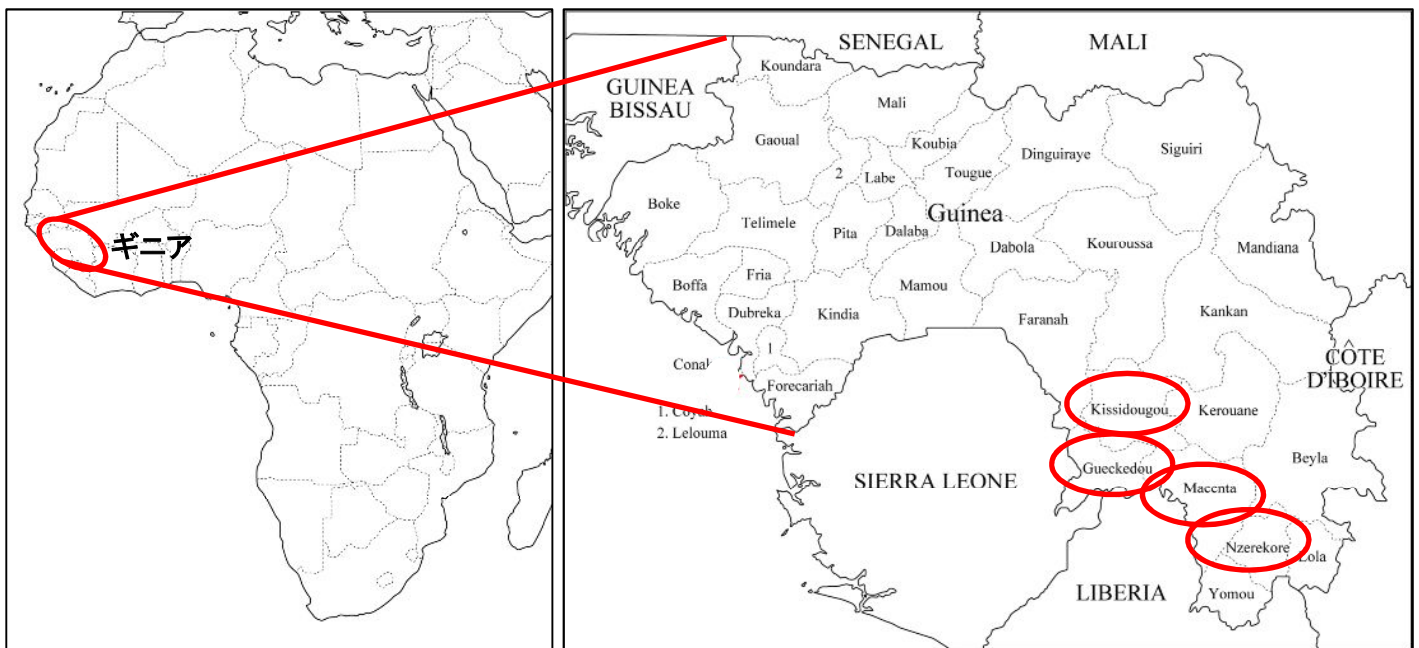 ギニア
SENEGAL
MALI
GUINEA
BISSAU
Koundara
Mali
Gaoual
Koubia
Dinguiraye
Siguiri
2
Labe
Tougue
Boke
Telimele
Pita
Dalaba
Guinea
Dabola
Kouroussa
Mandiana
Boffa
Fria
Mamou
Dubreka
Kindia
Faranah
Kankan
1
Conak
Forecariah
CÔTE
D'IBOIRE
1. Coyah
2. Lelouma
Kissidougou
Kerouane
Gueckedou
Beyla
SIERRA LEONE
Maccnta
Nzerekore
Lola
LIBERIA
Yomou